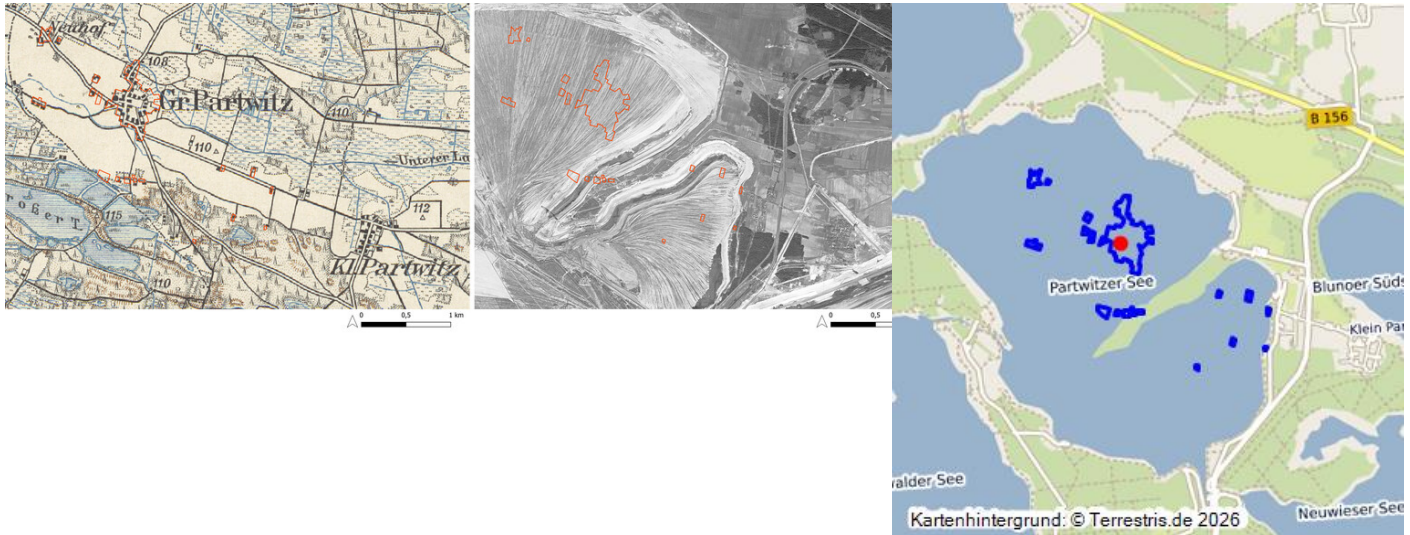 Neuhof
108
Gr. Partwitz
110
110
Unterer La
115
roßer T.
112
Kl. Partwitz
110
0 0,5 1 km
0 0,5
B 156
Partwitzer See
Blunoer Süds
Klein Par
walder See
Neuwieser See
Kartenhintergrund: © Terrestris.de 2026